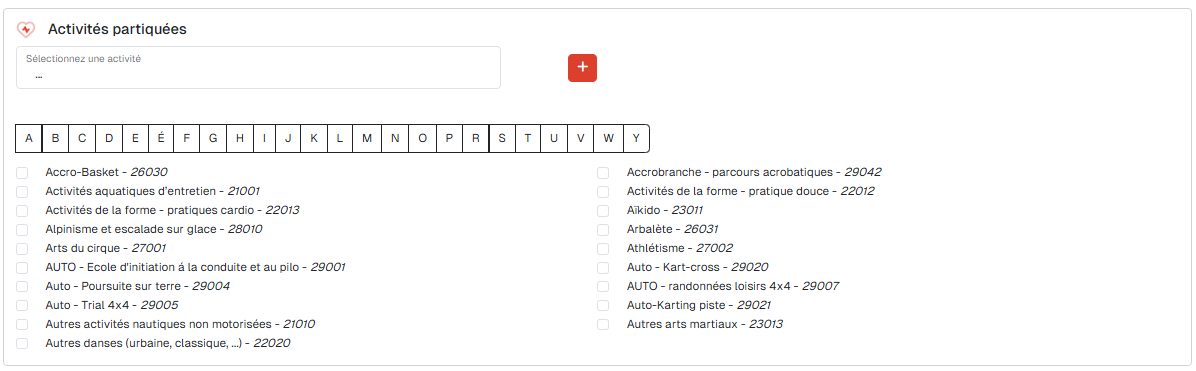 Activités partiquées
Sélectionnez une activité
...
+
A B C D E É F G H I J K L M N O P R S T U V W Y
Accro-Basket - 26030
Accrobranche - parcours acrobatiques - 29042
Activités aquatiques d'entretien - 21001
Activités de la forme - pratique douce - 22012
Activités de la forme - pratiques cardio - 22013
Aïkido - 23011
Alpinisme et escalade sur glace - 28010
Arbalète - 26031
Arts du cirque - 27001
Athlétisme - 27002
AUTO - Ecole d'initiation á la conduite et au pilo - 29001
Auto - Kart-cross - 29020
Auto - Poursuite sur terre - 29004
AUTO - randonnées loisirs 4x4 - 29007
Auto - Trial 4x4 - 29005
Auto-Karting piste - 29021
Autres activités nautiques non motorisées - 21010
Autres arts martiaux - 23013
Autres danses (urbaine, classique, ...) - 22020